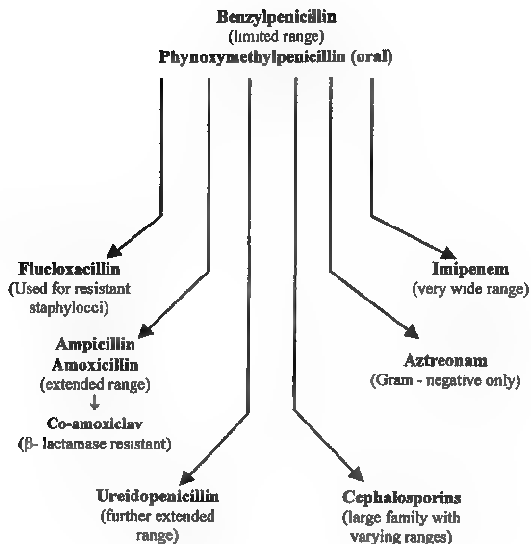 Benzylpenicillin
(limited range)
Phynoxymethylpenicillin (oral)
Flucloxacillin
(Used for resistant
staphylocci)
Imipenem
(very wide range)
Ampicillin
Amoxicillin
(extended range)
↓
Co-amoxiclav
(β- lactamase resistant)
Aztreonam
(Gram - negative only)
Ureidopenicillin
(further extended
range)
Cephalosporins
(large family with
varying ranges)